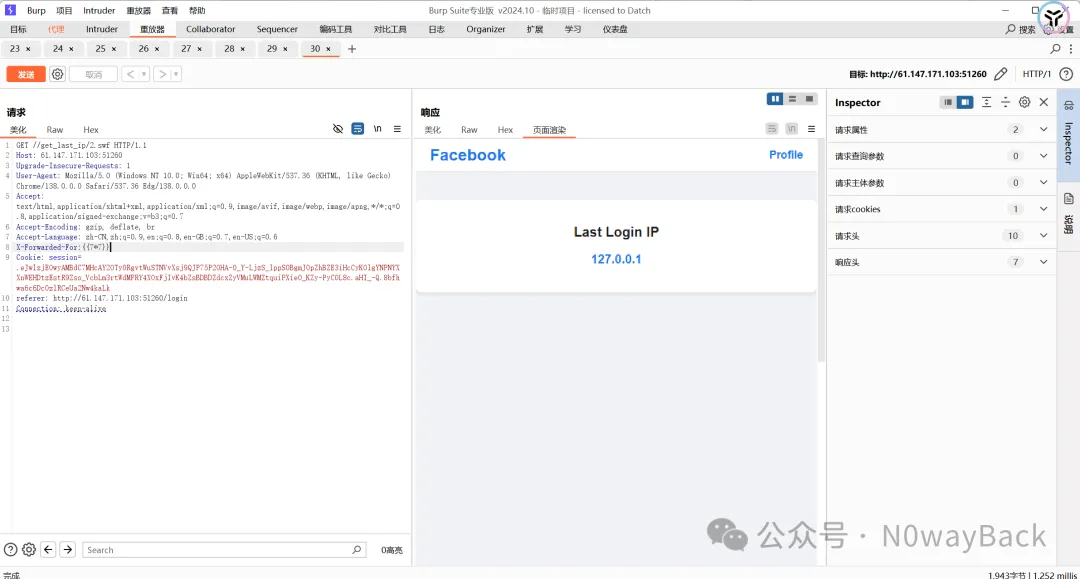 Burp 项目 Intruder 重放器 查看 帮助 Burp Suite专业版 v2024.10 - 临时项目 - licensed to Datch
目标 代理 Intruder 重放器 Collaborator Sequencer 编码工具 对比工具 日志 Organizer 扩展 学习 仪表盘 搜索 设置
23 × 24 × 25 × 26 × 27 × 28 × 29 × 30 × +
发送 取消 < > 目标: http://61.147.171.103:51260 HTTP/1
请求
美化 Raw Hex \n
1 GET //get_last_ip/2.swf HTTP/1.1
2 Host: 61.147.171.103:51260
3 Upgrade-Insecure-Requests: 1
4 User-Agent: Mozilla/5.0 (Windows NT 10.0; Win64; x64) AppleWebKit/537.36 (KHTML, like Gecko)
Chrome/138.0.0.0 Safari/537.36 Edg/138.0.0.0
5 Accept:
text/html,application/xhtml+xml,application/xml;q=0.9,image/avif,image/webp,image/apng,*/*;q=0
.8,application/signed-exchange;v=b3;q=0.7
6 Accept-Encoding: gzip, deflate, br
7 Accept-Language: zh-CN,zh;q=0.9,en;q=0.8,en-GB;q=0.7,en-US;q=0.6
8 X-Forwarded-For:{{7*7}}
9 Cookie: session=
10 referer: http://61.147.171.103:51260/login
11 Connection: keep-alive
12
13
Search 0高亮
完成
响应
美化 Raw Hex 页面渲染 \n
Facebook Profile
Last Login IP
127.0.0.1
Inspector
请求属性 2
请求查询参数 0
请求主体参数 0
请求cookies 1
请求头 10
响应头 7
Inspector
说明
公众号 · N0wayBack
1,943字节 | 1,252 millis